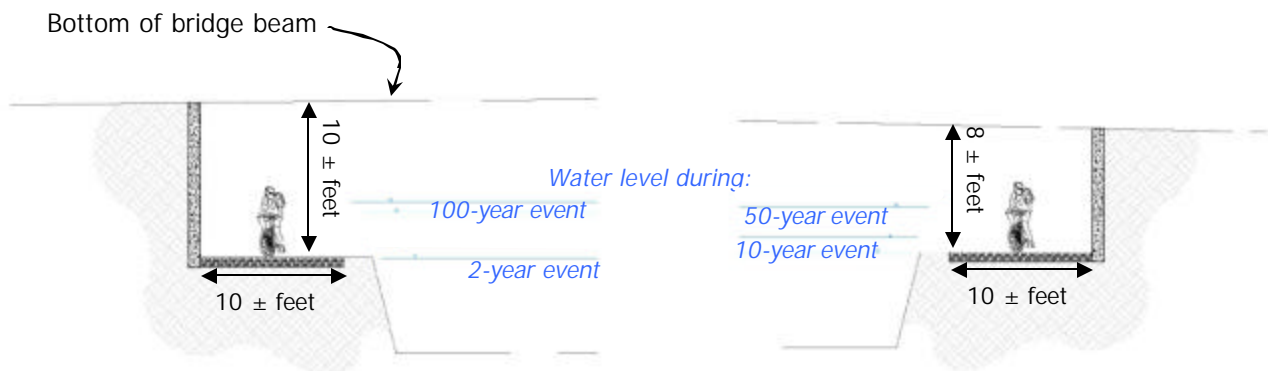 Bottom of bridge beam
10 ± feet
8 ± feet
Water level during:
100-year event
50-year event
10-year event
2-year event
10 ± feet
10 ± feet